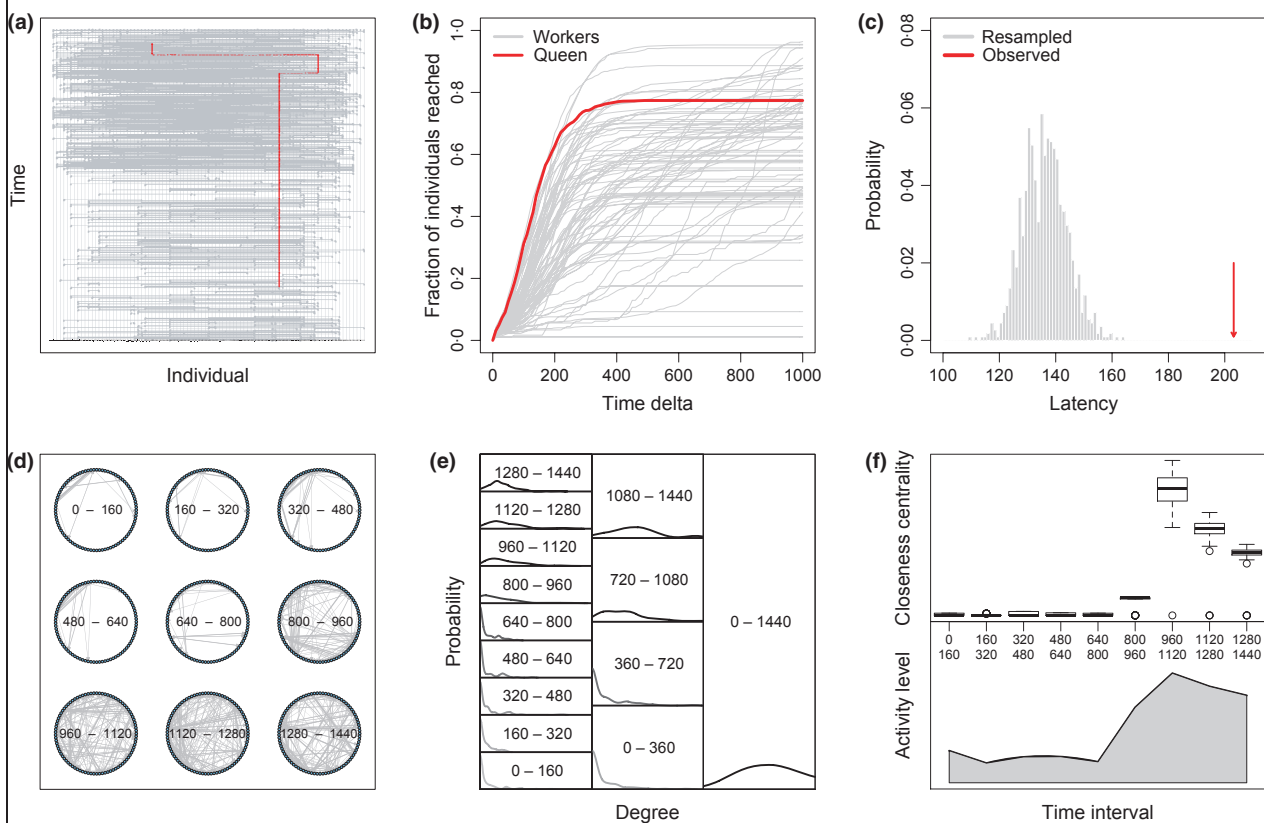 (a)
Time
Individual
(b)
Fraction of individuals reached
1·0
0·8
0·6
0·4
0·2
0·0
Workers
Queen
0 200 400 600 800 1000
Time delta
(c)
Probability
0·08
0·06
0·04
0·02
0·00
Resampled
Observed
100 120 140 160 180 200
Latency
(d)
0 – 160
160 – 320
320 – 480
480 – 640
640 – 800
800 – 960
960 – 1120
1120 – 1280
1280 – 1440
(e)
Probability
1280 – 1440
1120 – 1280
960 – 1120
800 – 960
640 – 800
480 – 640
320 – 480
160 – 320
0 – 160
1080 – 1440
720 – 1080
360 – 720
0 – 360
0 – 1440
Degree
(f)
Closeness centrality
0 160 320 480 640 800 960 1120 1280
160 320 480 640 800 960 1120 1280 1440
Activity level
Time interval